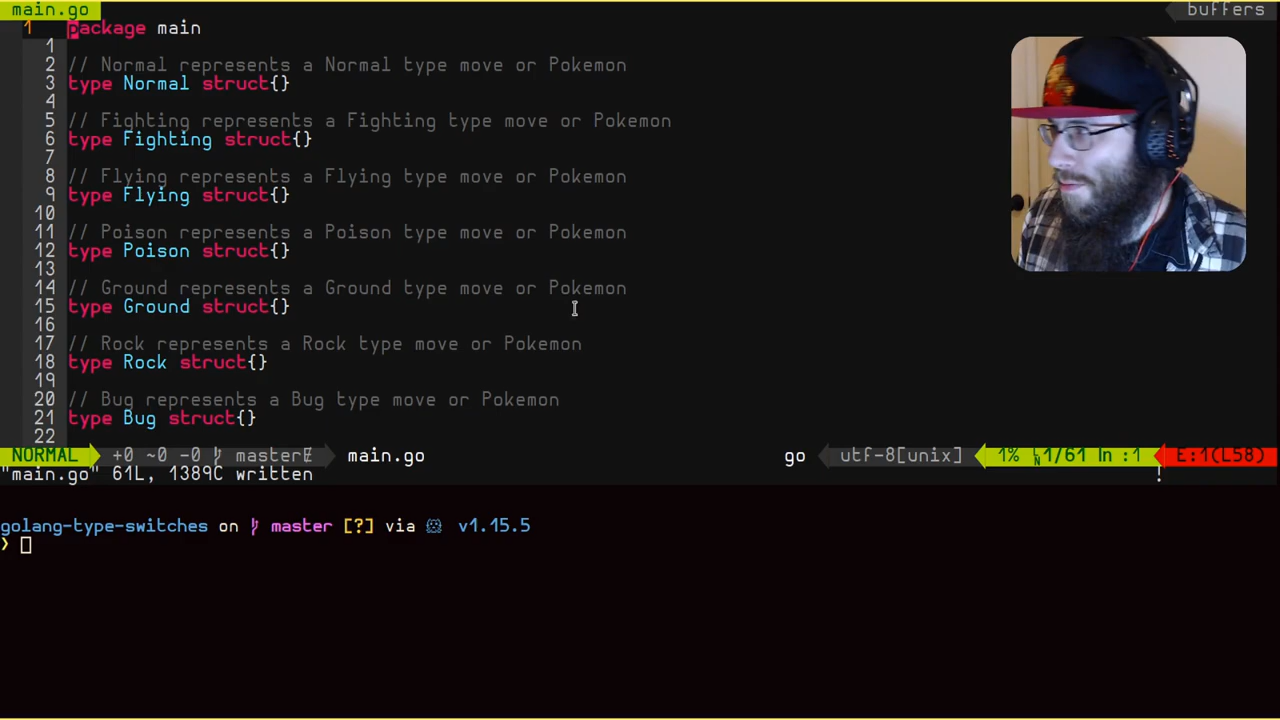 main.go
buffers
1 package main
1
2 // Normal represents a Normal type move or Pokemon
3 type Normal struct{}
4
5 // Fighting represents a Fighting type move or Pokemon
6 type Fighting struct{}
7
8 // Flying represents a Flying type move or Pokemon
9 type Flying struct{}
10
11 // Poison represents a Poison type move or Pokemon
12 type Poison struct{}
13
14 // Ground represents a Ground type move or Pokemon
15 type Ground struct{}
16
17 // Rock represents a Rock type move or Pokemon
18 type Rock struct{}
19
20 // Bug represents a Bug type move or Pokemon
21 type Bug struct{}
22
NORMAL +0 ~0 -0 master main.go go utf-8[unix] 1% 1/61 ln :1 E:1(L58)
"main.go" 61L, 1389C written !
golang-type-switches on master [?] via v1.15.5
❯